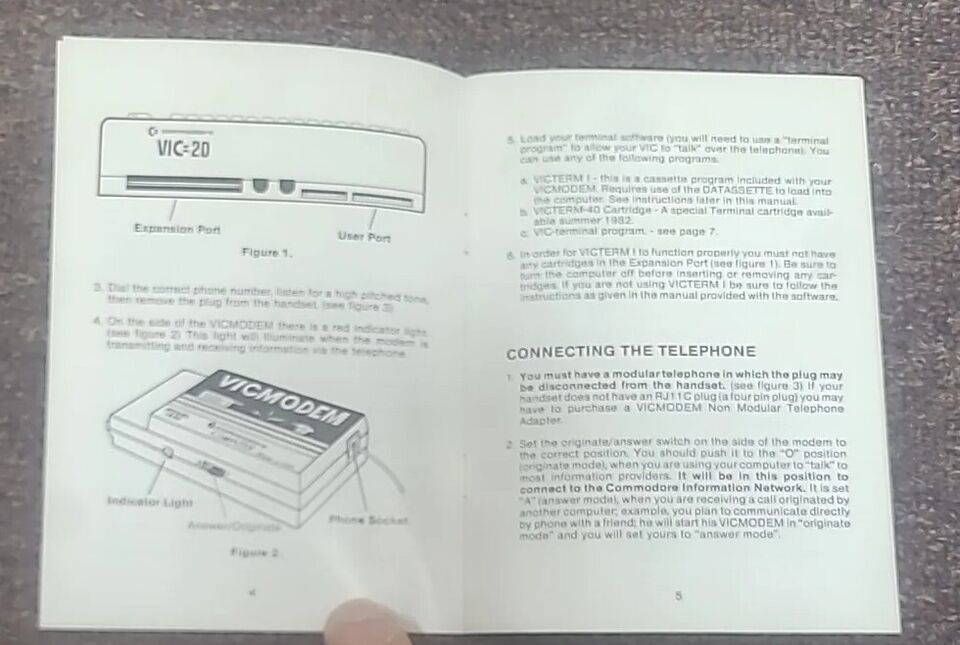 VIC-20
Expansion Port
User Port
Figure 1.
3. Dial the correct phone number, listen for a high pitched tone,
then remove the plug from the handset. (see figure 3)
4. On the side of the VICMODEM there is a red indicator light
(see figure 2) This light will illuminate when the modem is
transmitting and receiving information via the telephone.
VICMODEM
Indicator Light
Answer/Originate
Phone Socket
Figure 2.
4
5. Load your terminal software (you will need to use a "terminal
program" to allow your VIC to "talk" over the telephone). You
can use any of the following programs.
a. VICTERM I - this is a cassette program included with your
VICMODEM. Requires use of the DATASSETTE to load into
the computer. See instructions later in this manual.
b. VICTERM-40 Cartridge - A special Terminal cartridge avail-
able summer 1982.
c. VIC-terminal program. - see page 7.
6. In order for VICTERM I to function properly you must not have
any cartridges in the Expansion Port (see figure 1). Be sure to
turn the computer off before inserting or removing any car-
tridges. If you are not using VICTERM I be sure to follow the
instructions as given in the manual provided with the software.
CONNECTING THE TELEPHONE
1. You must have a modular telephone in which the plug may
be disconnected from the handset. (see figure 3) If your
handset does not have an RJ11C plug (a four pin plug) you may
have to purchase a VICMODEM Non Modular Telephone
Adapter.
2. Set the originate/answer switch on the side of the modem to
the correct position. You should push it to the "O" position
(originate mode), when you are using your computer to "talk" to
most information providers. It will be in this position to
connect to the Commodore Information Network. It is set
"A" (answer mode), when you are receiving a call originated by
another computer; example, you plan to communicate directly
by phone with a friend; he will start his VICMODEM in "originate
mode" and you will set yours to "answer mode".
5